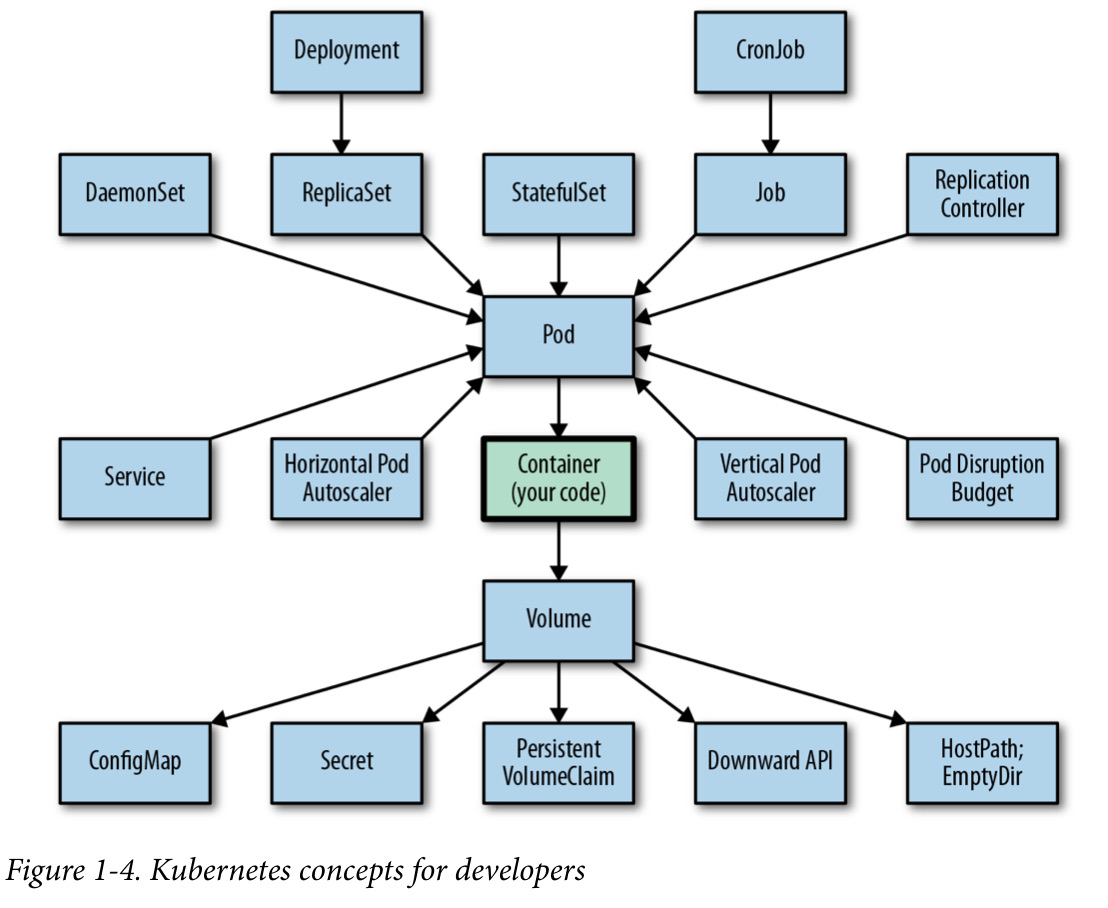 Deployment
CronJob
DaemonSet
ReplicaSet
StatefulSet
Job
Replication
Controller
Pod
Service
Horizontal Pod
Autoscaler
Container
(your code)
Vertical Pod
Autoscaler
Pod Disruption
Budget
Volume
ConfigMap
Secret
Persistent
VolumeClaim
Downward API
HostPath;
EmptyDir
Figure 1-4. Kubernetes concepts for developers